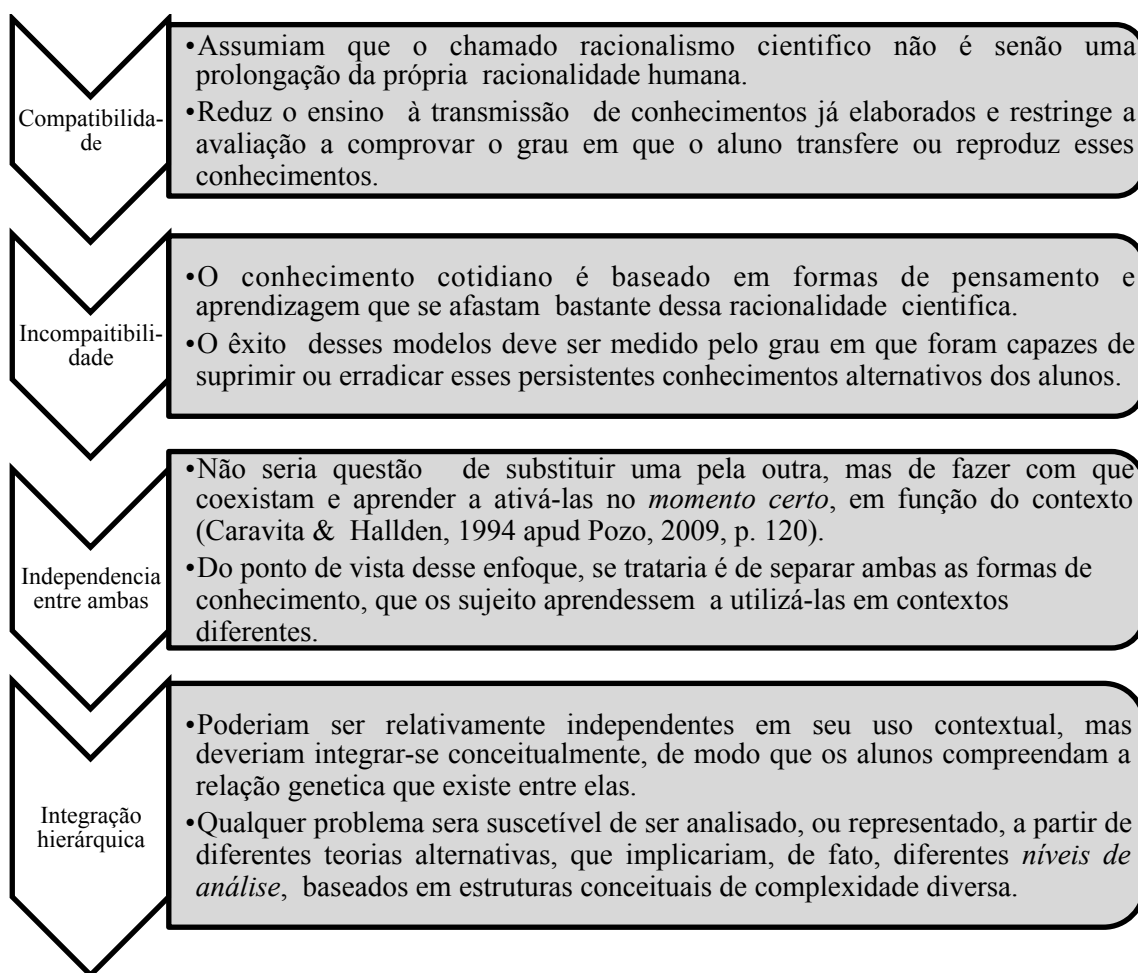 Compatibilida-
de
•Assumiam que o chamado racionalismo cientifico não é senão uma
prolongação da própria racionalidade humana.
•Reduz o ensino à transmissão de conhecimentos já elaborados e restringe a
avaliação a comprovar o grau em que o aluno transfere ou reproduz esses
conhecimentos.
Incompaitibili-
dade
•O conhecimento cotidiano é baseado em formas de pensamento e
aprendizagem que se afastam bastante dessa racionalidade cientifica.
•O êxito desses modelos deve ser medido pelo grau em que foram capazes de
suprimir ou erradicar esses persistentes conhecimentos alternativos dos alunos.
Independencia
entre ambas
•Não seria questão de substituir uma pela outra, mas de fazer com que
coexistam e aprender a ativá-las no momento certo, em função do contexto
(Caravita & Hallden, 1994 apud Pozo, 2009, p. 120).
•Do ponto de vista desse enfoque, se trataria é de separar ambas as formas de
conhecimento, que os sujeito aprendessem a utilizá-las em contextos
diferentes.
Integração
hierárquica
•Poderiam ser relativamente independentes em seu uso contextual, mas
deveriam integrar-se conceitualmente, de modo que os alunos compreendam a
relação genetica que existe entre elas.
•Qualquer problema sera suscetível de ser analisado, ou representado, a partir de
diferentes teorias alternativas, que implicariam, de fato, diferentes níveis de
análise, baseados em estruturas conceituais de complexidade diversa.